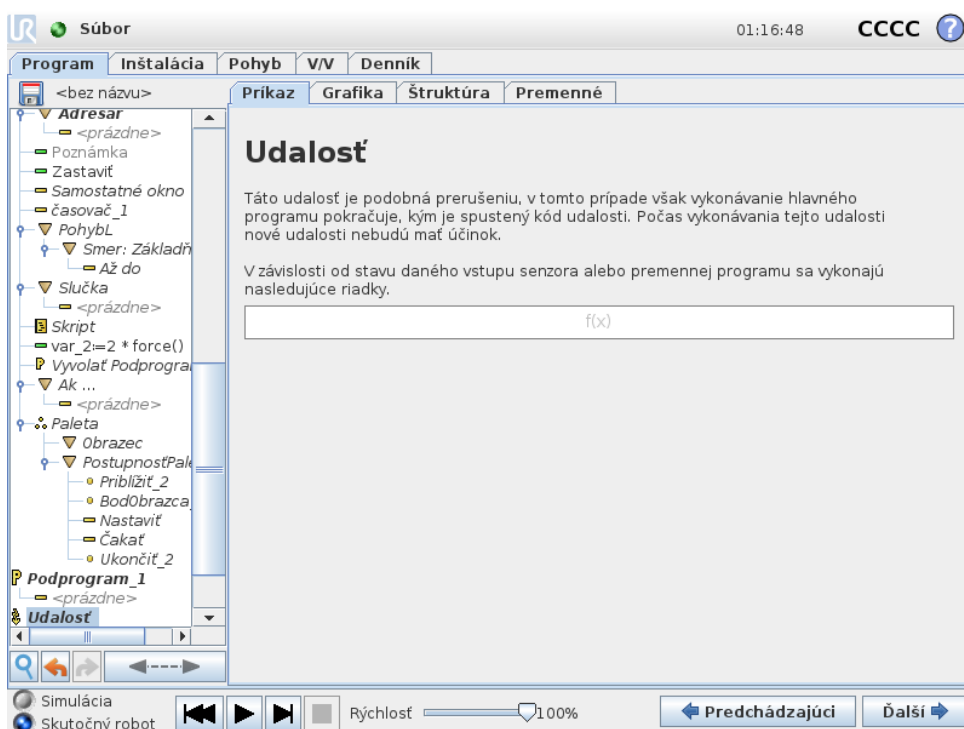 UR Súbor 01:16:48 CCCC ?
Program Inštalácia Pohyb V/V Denník
<bez názvu> Príkaz Grafika Štruktúra Premenné
Adresár
<prázdne>
Poznámka
Zastaviť
Samostatné okno
časovač_1
PohybL
Smer: Základň
Až do
Slučka
<prázdne>
Skript
var_2:=2 * force()
Vyvolať Podprogra
Ak ...
<prázdne>
Paleta
Obrazec
PostupnosťPale
Priblížiť_2
BodObrazca_
Nastaviť
Čakať
Ukončiť_2
P Podprogram_1
<prázdne>
Udalosť
Udalosť
Táto udalosť je podobná prerušeniu, v tomto prípade však vykonávanie hlavného
programu pokračuje, kým je spustený kód udalosti. Počas vykonávania tejto udalosti
nové udalosti nebudú mať účinok.
V závislosti od stavu daného vstupu senzora alebo premennej programu sa vykonajú
nasledujúce riadky.
f(x)
Simulácia
Skutočný robot
Rýchlosť 100% Predchádzajúci Ďalší